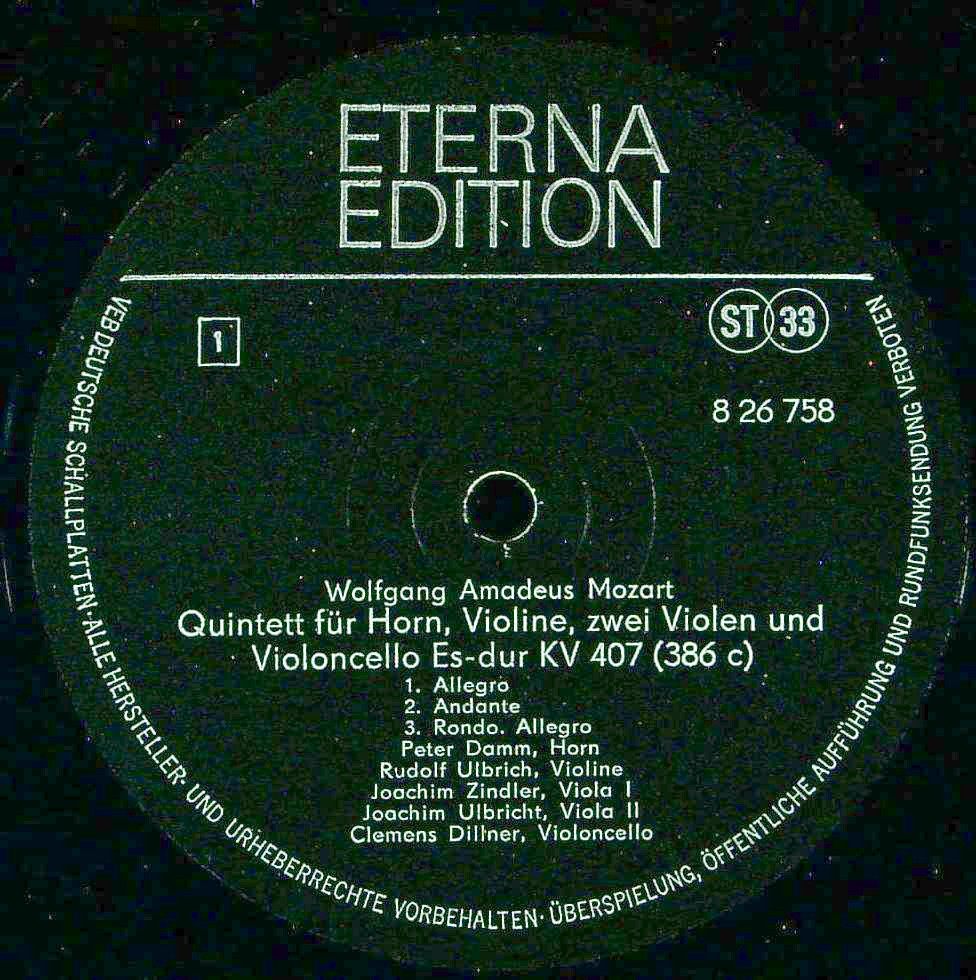 ETERNA
EDITION
1
ST 33
8 26 758
Wolfgang Amadeus Mozart
Quintett für Horn, Violine, zwei Violen und
Violoncello Es-dur KV 407 (386 c)
1. Allegro
2. Andante
3. Rondo. Allegro
Peter Damm, Horn
Rudolf Ulbrich, Violine
Joachim Zindler, Viola I
Joachim Ulbricht, Viola II
Clemens Dillner, Violoncello
VEB DEUTSCHE SCHALLPLATTEN·ALLE HERSTELLER- UND URHEBERRECHTE VORBEHALTEN·ÜBERSPIELUNG, ÖFFENTLICHE AUFFÜHRUNG UND RUNDFUNKSENDUNG VERBOTEN